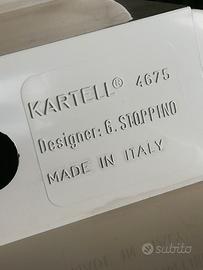 KARTELL® 4675
Designer: G. STOPPINO
MADE IN ITALY
subito